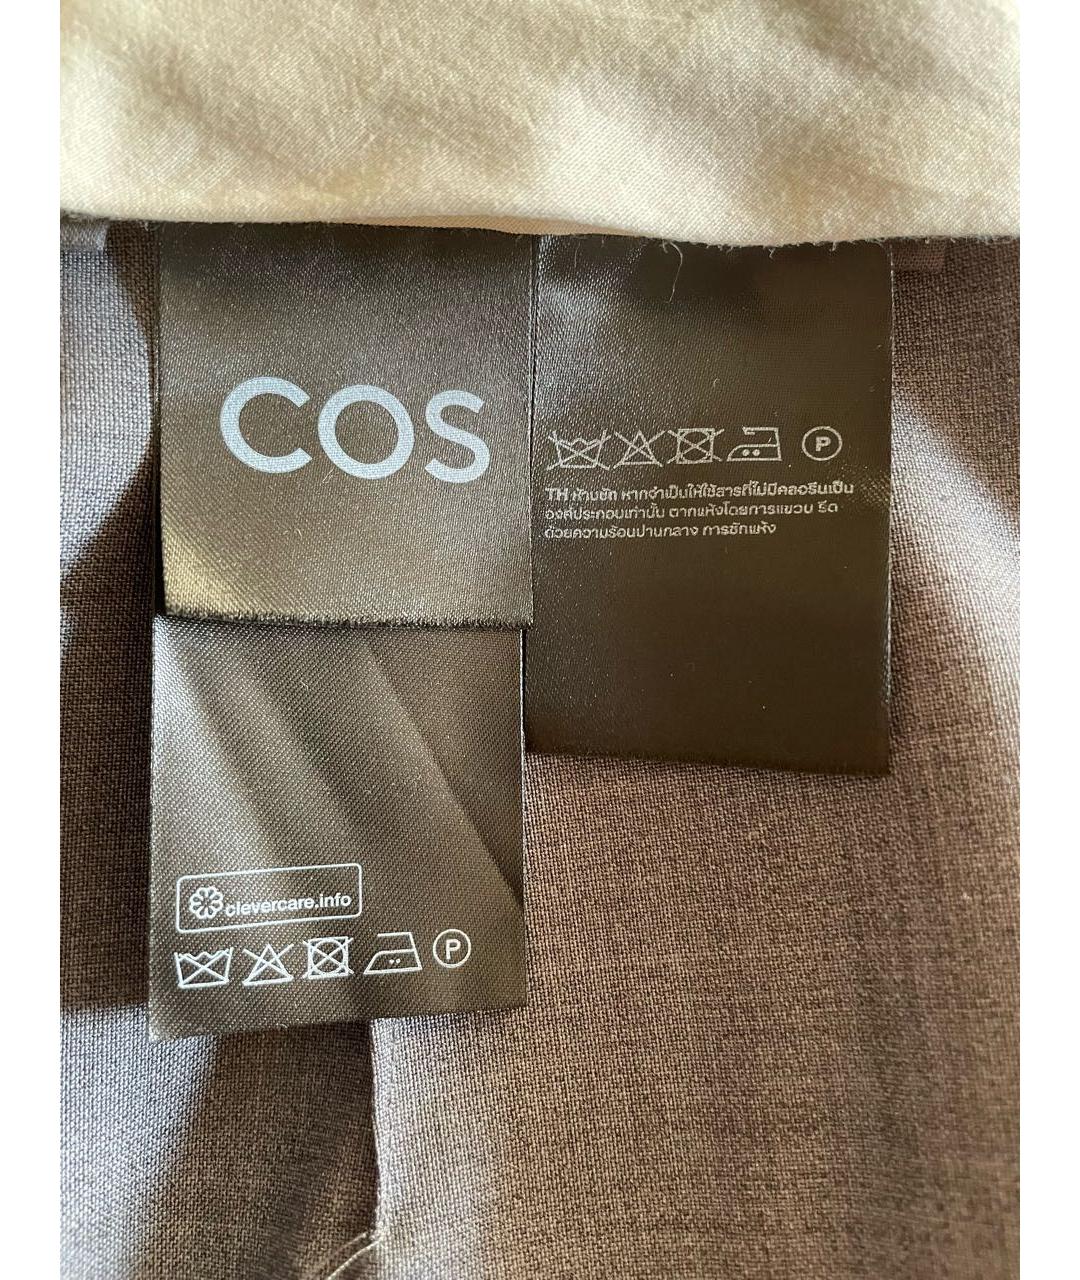 COS
TH ห้ามซัก หากจำเป็นให้ใช้สารที่ไม่มีคลอรีนเป็น
องค์ประกอบเท่านั้น ตากแห้งโดยการแขวน รีด
ด้วยความร้อนปานกลาง การซักแห้ง
P
clevercare.info
P